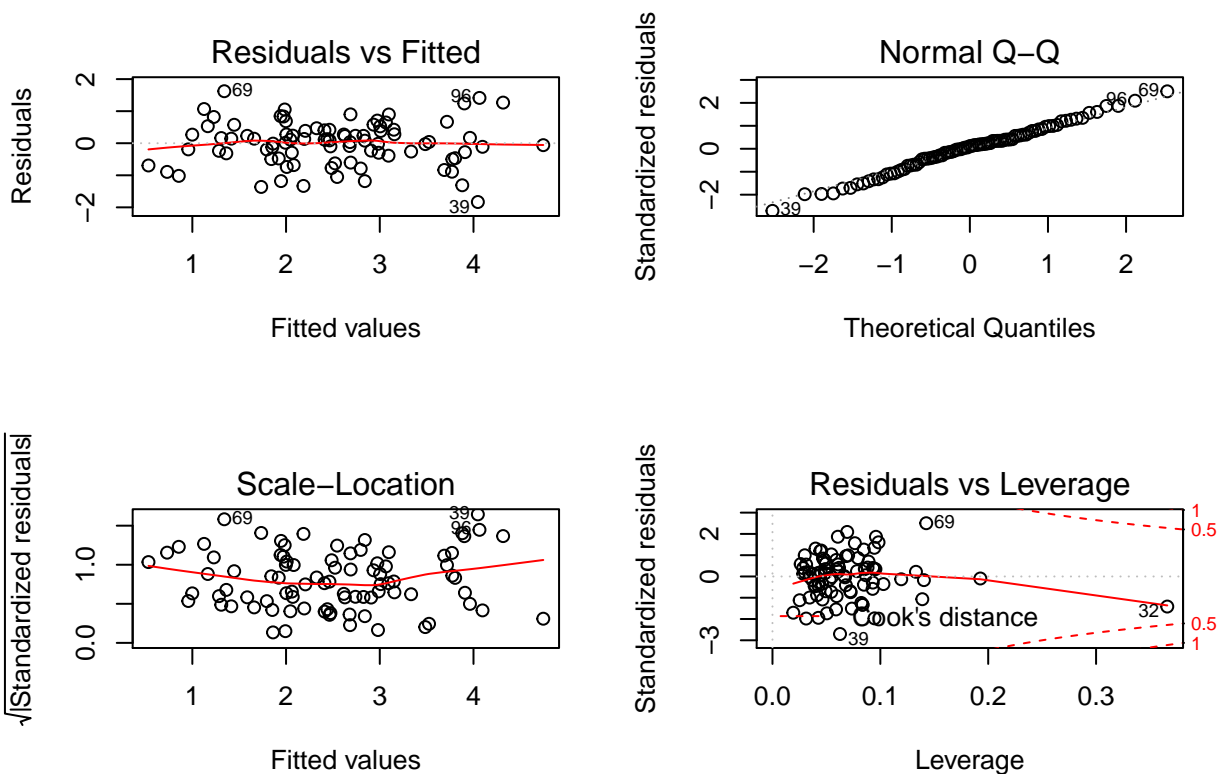 Residuals vs Fitted
Residuals
2
0
−2
69
96
39
1 2 3 4
Fitted values
Normal Q−Q
Standardized residuals
2
0
−2
96 69
39
−2 −1 0 1 2
Theoretical Quantiles
Scale−Location
√|Standardized residuals|
1.0
0.0
69
39
96
1 2 3 4
Fitted values
Residuals vs Leverage
Standardized residuals
2
0
−3
69
39
32
Cook's distance
1
0.5
0.5
1
0.0 0.1 0.2 0.3
Leverage